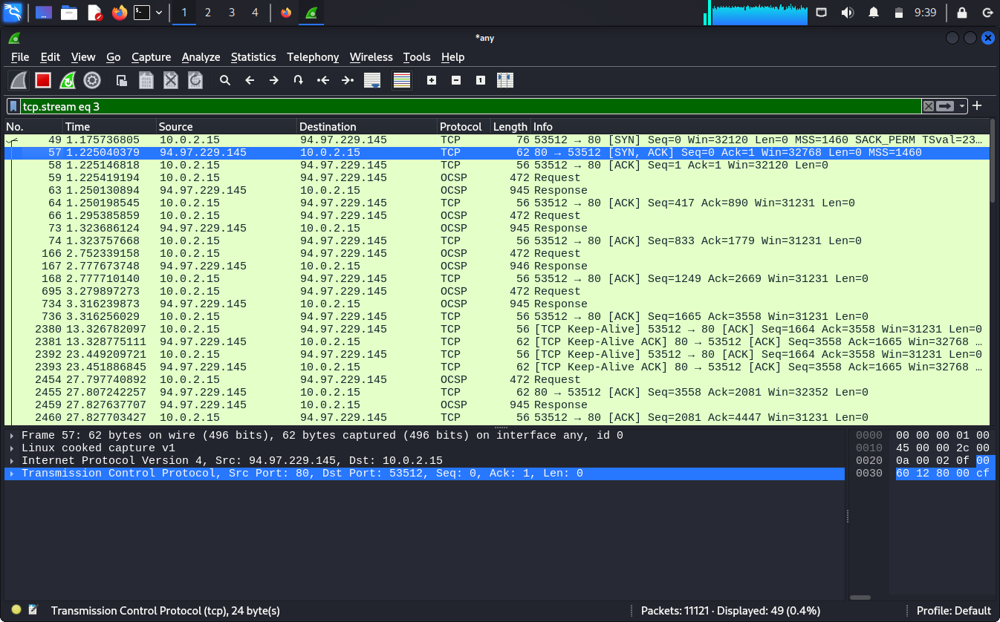 1 2 3 4 9:39
*any
File Edit View Go Capture Analyze Statistics Telephony Wireless Tools Help
tcp.stream eq 3
No. Time Source Destination Protocol Length Info
49 1.175736805 10.0.2.15 94.97.229.145 TCP 76 53512 → 80 [SYN] Seq=0 Win=32120 Len=0 MSS=1460 SACK_PERM TSval=23…
57 1.225040379 94.97.229.145 10.0.2.15 TCP 62 80 → 53512 [SYN, ACK] Seq=0 Ack=1 Win=32768 Len=0 MSS=1460
58 1.225146818 10.0.2.15 94.97.229.145 TCP 56 53512 → 80 [ACK] Seq=1 Ack=1 Win=32120 Len=0
59 1.225419194 10.0.2.15 94.97.229.145 OCSP 472 Request
63 1.250130894 94.97.229.145 10.0.2.15 OCSP 945 Response
64 1.250198545 10.0.2.15 94.97.229.145 TCP 56 53512 → 80 [ACK] Seq=417 Ack=890 Win=31231 Len=0
66 1.295385859 10.0.2.15 94.97.229.145 OCSP 472 Request
73 1.323686124 94.97.229.145 10.0.2.15 OCSP 945 Response
74 1.323757668 10.0.2.15 94.97.229.145 TCP 56 53512 → 80 [ACK] Seq=833 Ack=1779 Win=31231 Len=0
166 2.752339158 10.0.2.15 94.97.229.145 OCSP 472 Request
167 2.777673748 94.97.229.145 10.0.2.15 OCSP 946 Response
168 2.777710140 10.0.2.15 94.97.229.145 TCP 56 53512 → 80 [ACK] Seq=1249 Ack=2669 Win=31231 Len=0
695 3.279897273 10.0.2.15 94.97.229.145 OCSP 472 Request
734 3.316239873 94.97.229.145 10.0.2.15 OCSP 945 Response
736 3.316256029 10.0.2.15 94.97.229.145 TCP 56 53512 → 80 [ACK] Seq=1665 Ack=3558 Win=31231 Len=0
2380 13.326782097 10.0.2.15 94.97.229.145 TCP 56 [TCP Keep-Alive] 53512 → 80 [ACK] Seq=1664 Ack=3558 Win=31231 Len=0
2381 13.328775111 94.97.229.145 10.0.2.15 TCP 62 [TCP Keep-Alive ACK] 80 → 53512 [ACK] Seq=3558 Ack=1665 Win=32768 …
2392 23.449209721 10.0.2.15 94.97.229.145 TCP 56 [TCP Keep-Alive] 53512 → 80 [ACK] Seq=1664 Ack=3558 Win=31231 Len=0
2393 23.451886845 94.97.229.145 10.0.2.15 TCP 62 [TCP Keep-Alive ACK] 80 → 53512 [ACK] Seq=3558 Ack=1665 Win=32768 …
2454 27.797740892 10.0.2.15 94.97.229.145 OCSP 472 Request
2455 27.807242257 94.97.229.145 10.0.2.15 TCP 62 80 → 53512 [ACK] Seq=3558 Ack=2081 Win=32352 Len=0
2459 27.827637707 94.97.229.145 10.0.2.15 OCSP 945 Response
2460 27.827703427 10.0.2.15 94.97.229.145 TCP 56 53512 → 80 [ACK] Seq=2081 Ack=4447 Win=31231 Len=0
Frame 57: 62 bytes on wire (496 bits), 62 bytes captured (496 bits) on interface any, id 0
Linux cooked capture v1
Internet Protocol Version 4, Src: 94.97.229.145, Dst: 10.0.2.15
Transmission Control Protocol, Src Port: 80, Dst Port: 53512, Seq: 0, Ack: 1, Len: 0
0000 00 00 00 01 00
0010 45 00 00 2c 00
0020 0a 00 02 0f 00
0030 60 12 80 00 cf
Transmission Control Protocol (tcp), 24 byte(s)
Packets: 11121 · Displayed: 49 (0.4%)
Profile: Default